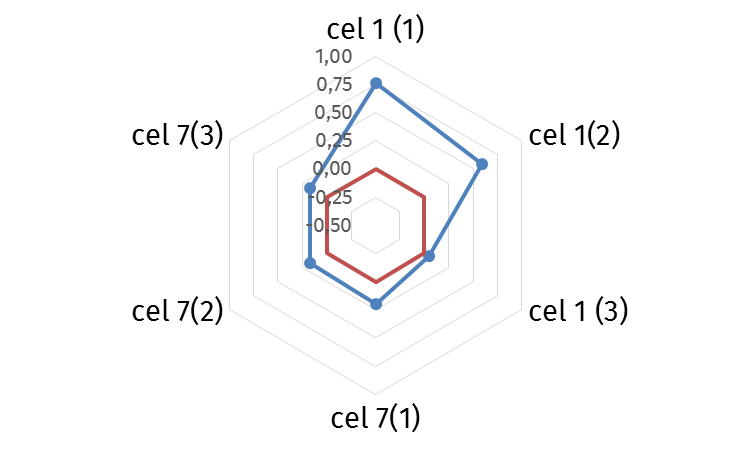 cel 1 (1)
1,00
0,75
0,50
0,25
0,00
-0,25
-0,50
cel 7(3)
cel 1(2)
cel 7(2)
cel 1 (3)
cel 7(1)